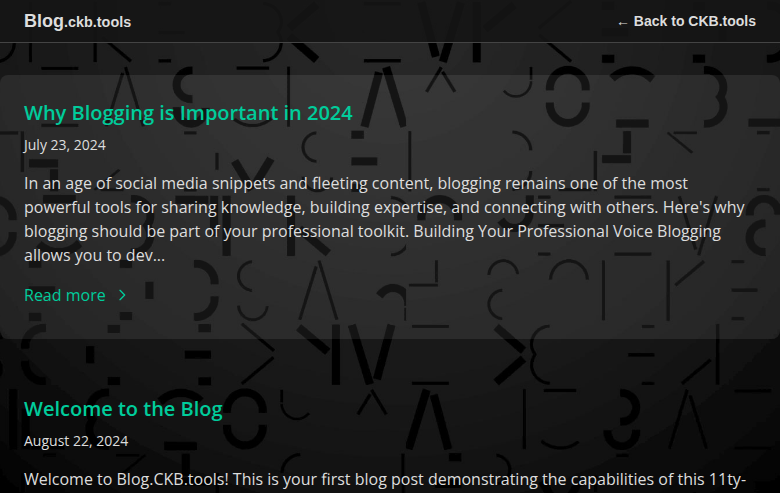 Blog.ckb.tools
← Back to CKB.tools
Why Blogging is Important in 2024
July 23, 2024
In an age of social media snippets and fleeting content, blogging remains one of the most
powerful tools for sharing knowledge, building expertise, and connecting with others. Here's why
blogging should be part of your professional toolkit. Building Your Professional Voice Blogging
allows you to dev...
Read more
Welcome to the Blog
August 22, 2024
Welcome to Blog.CKB.tools! This is your first blog post demonstrating the capabilities of this 11ty-